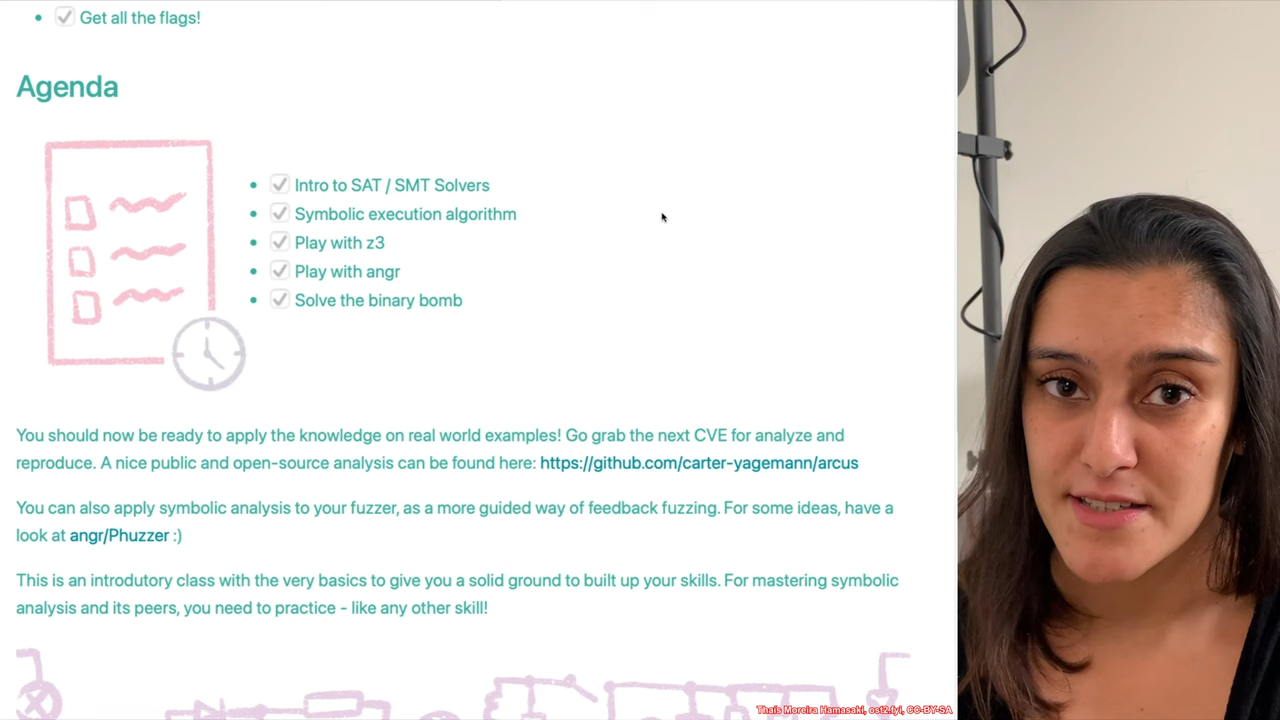 Get all the flags!
Agenda
Intro to SAT / SMT Solvers
Symbolic execution algorithm
Play with z3
Play with angr
Solve the binary bomb
You should now be ready to apply the knowledge on real world examples! Go grab the next CVE for analyze and
reproduce. A nice public and open-source analysis can be found here: https://github.com/carter-yagemann/arcus
You can also apply symbolic analysis to your fuzzer, as a more guided way of feedback fuzzing. For some ideas, have a
look at angr/Phuzzer :)
This is an introdutory class with the very basics to give you a solid ground to built up your skills. For mastering symbolic
analysis and its peers, you need to practice - like any other skill!
Thais Moreira Hamasaki, ost2.fyi, CC-BY-SA